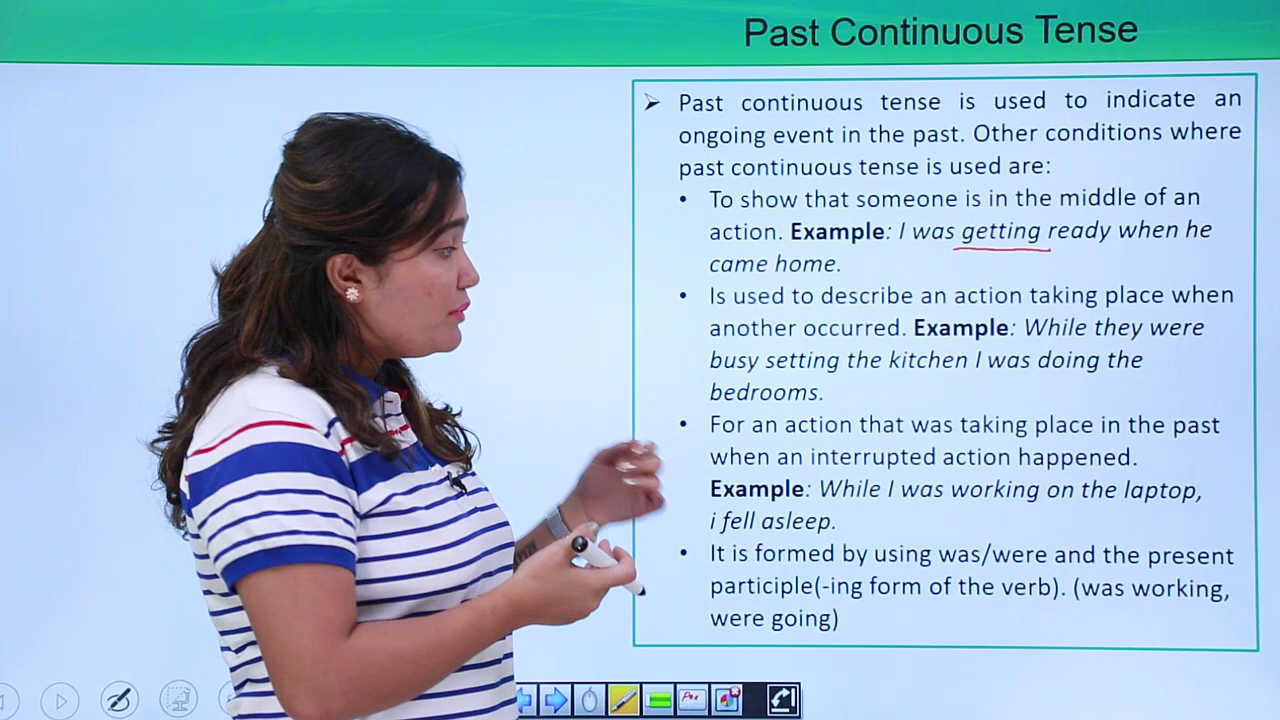 Past Continuous Tense
➢ Past continuous tense is used to indicate an
ongoing event in the past. Other conditions where
past continuous tense is used are:
• To show that someone is in the middle of an
action. Example: I was getting ready when he
came home.
• Is used to describe an action taking place when
another occurred. Example: While they were
busy setting the kitchen I was doing the
bedrooms.
• For an action that was taking place in the past
when an interrupted action happened.
Example: While I was working on the laptop,
i fell asleep.
• It is formed by using was/were and the present
participle(-ing form of the verb). (was working,
were going)
Pen